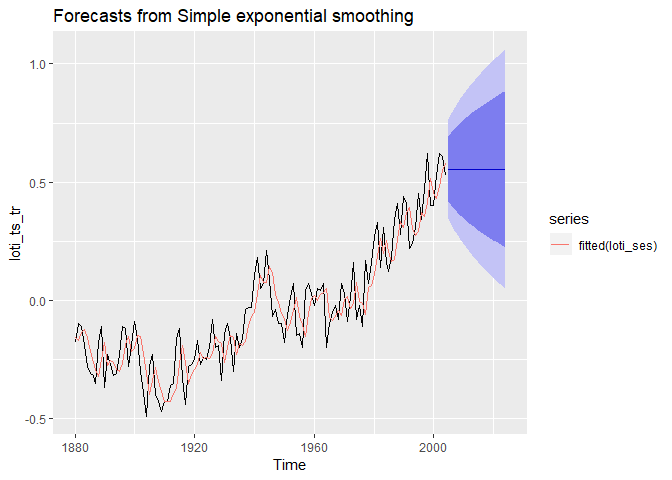 Forecasts from Simple exponential smoothing
1.0
0.5
0.0
-0.5
loti_ts_tr
1880
1920
1960
2000
Time
series
fitted(loti_ses)